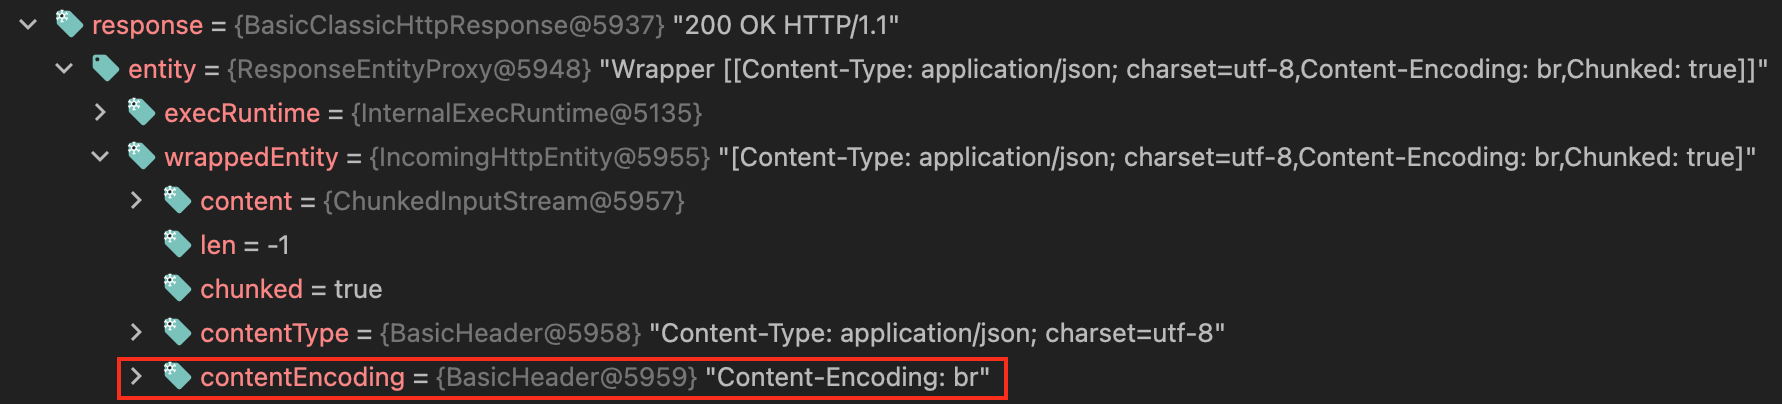 response = {BasicClassicHttpResponse@5937} "200 OK HTTP/1.1"
entity = {ResponseEntityProxy@5948} "Wrapper [[Content-Type: application/json; charset=utf-8,Content-Encoding: br,Chunked: true]]"
execRuntime = {InternalExecRuntime@5135}
wrappedEntity = {IncomingHttpEntity@5955} "[Content-Type: application/json; charset=utf-8,Content-Encoding: br,Chunked: true]"
content = {ChunkedInputStream@5957}
len = -1
chunked = true
contentType = {BasicHeader@5958} "Content-Type: application/json; charset=utf-8"
contentEncoding = {BasicHeader@5959} "Content-Encoding: br"